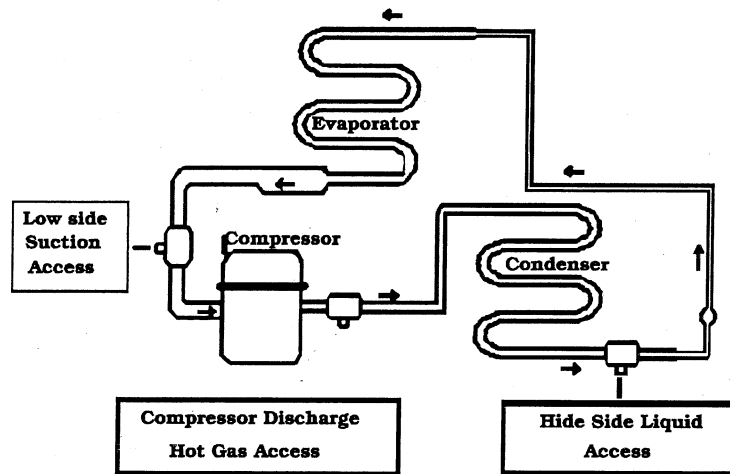 Evaporator
Low side
Suction
Access
Compressor
Condenser
Compressor Discharge
Hot Gas Access
Hide Side Liquid
Access